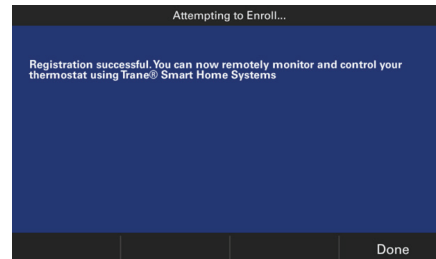 Attempting to Enroll...
Registration successful. You can now remotely monitor and control your
thermostat using Trane® Smart Home Systems
Done